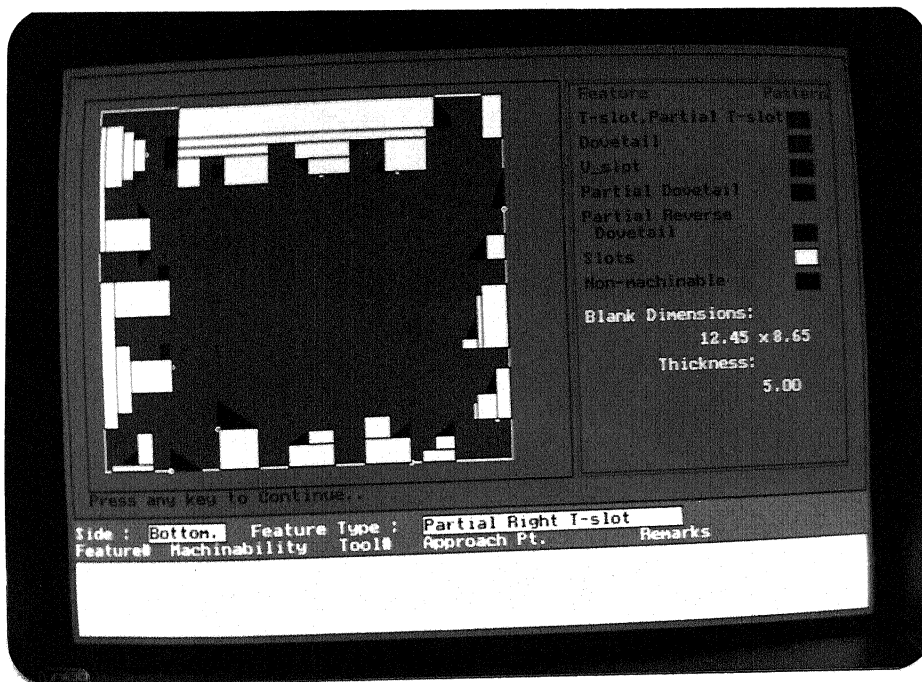 Feature Pattern
T-slot,Partial T-slot
Dovetail
V_slot
Partial Dovetail
Partial Reverse
Dovetail
Slots
Non-machinable
Blank Dimensions:
12.45 x 8.65
Thickness:
5.00
Press any key to Continue..
Side : Bottom. Feature Type : Partial Right T-slot
Feature# Machinability Tool# Approach Pt. Remarks